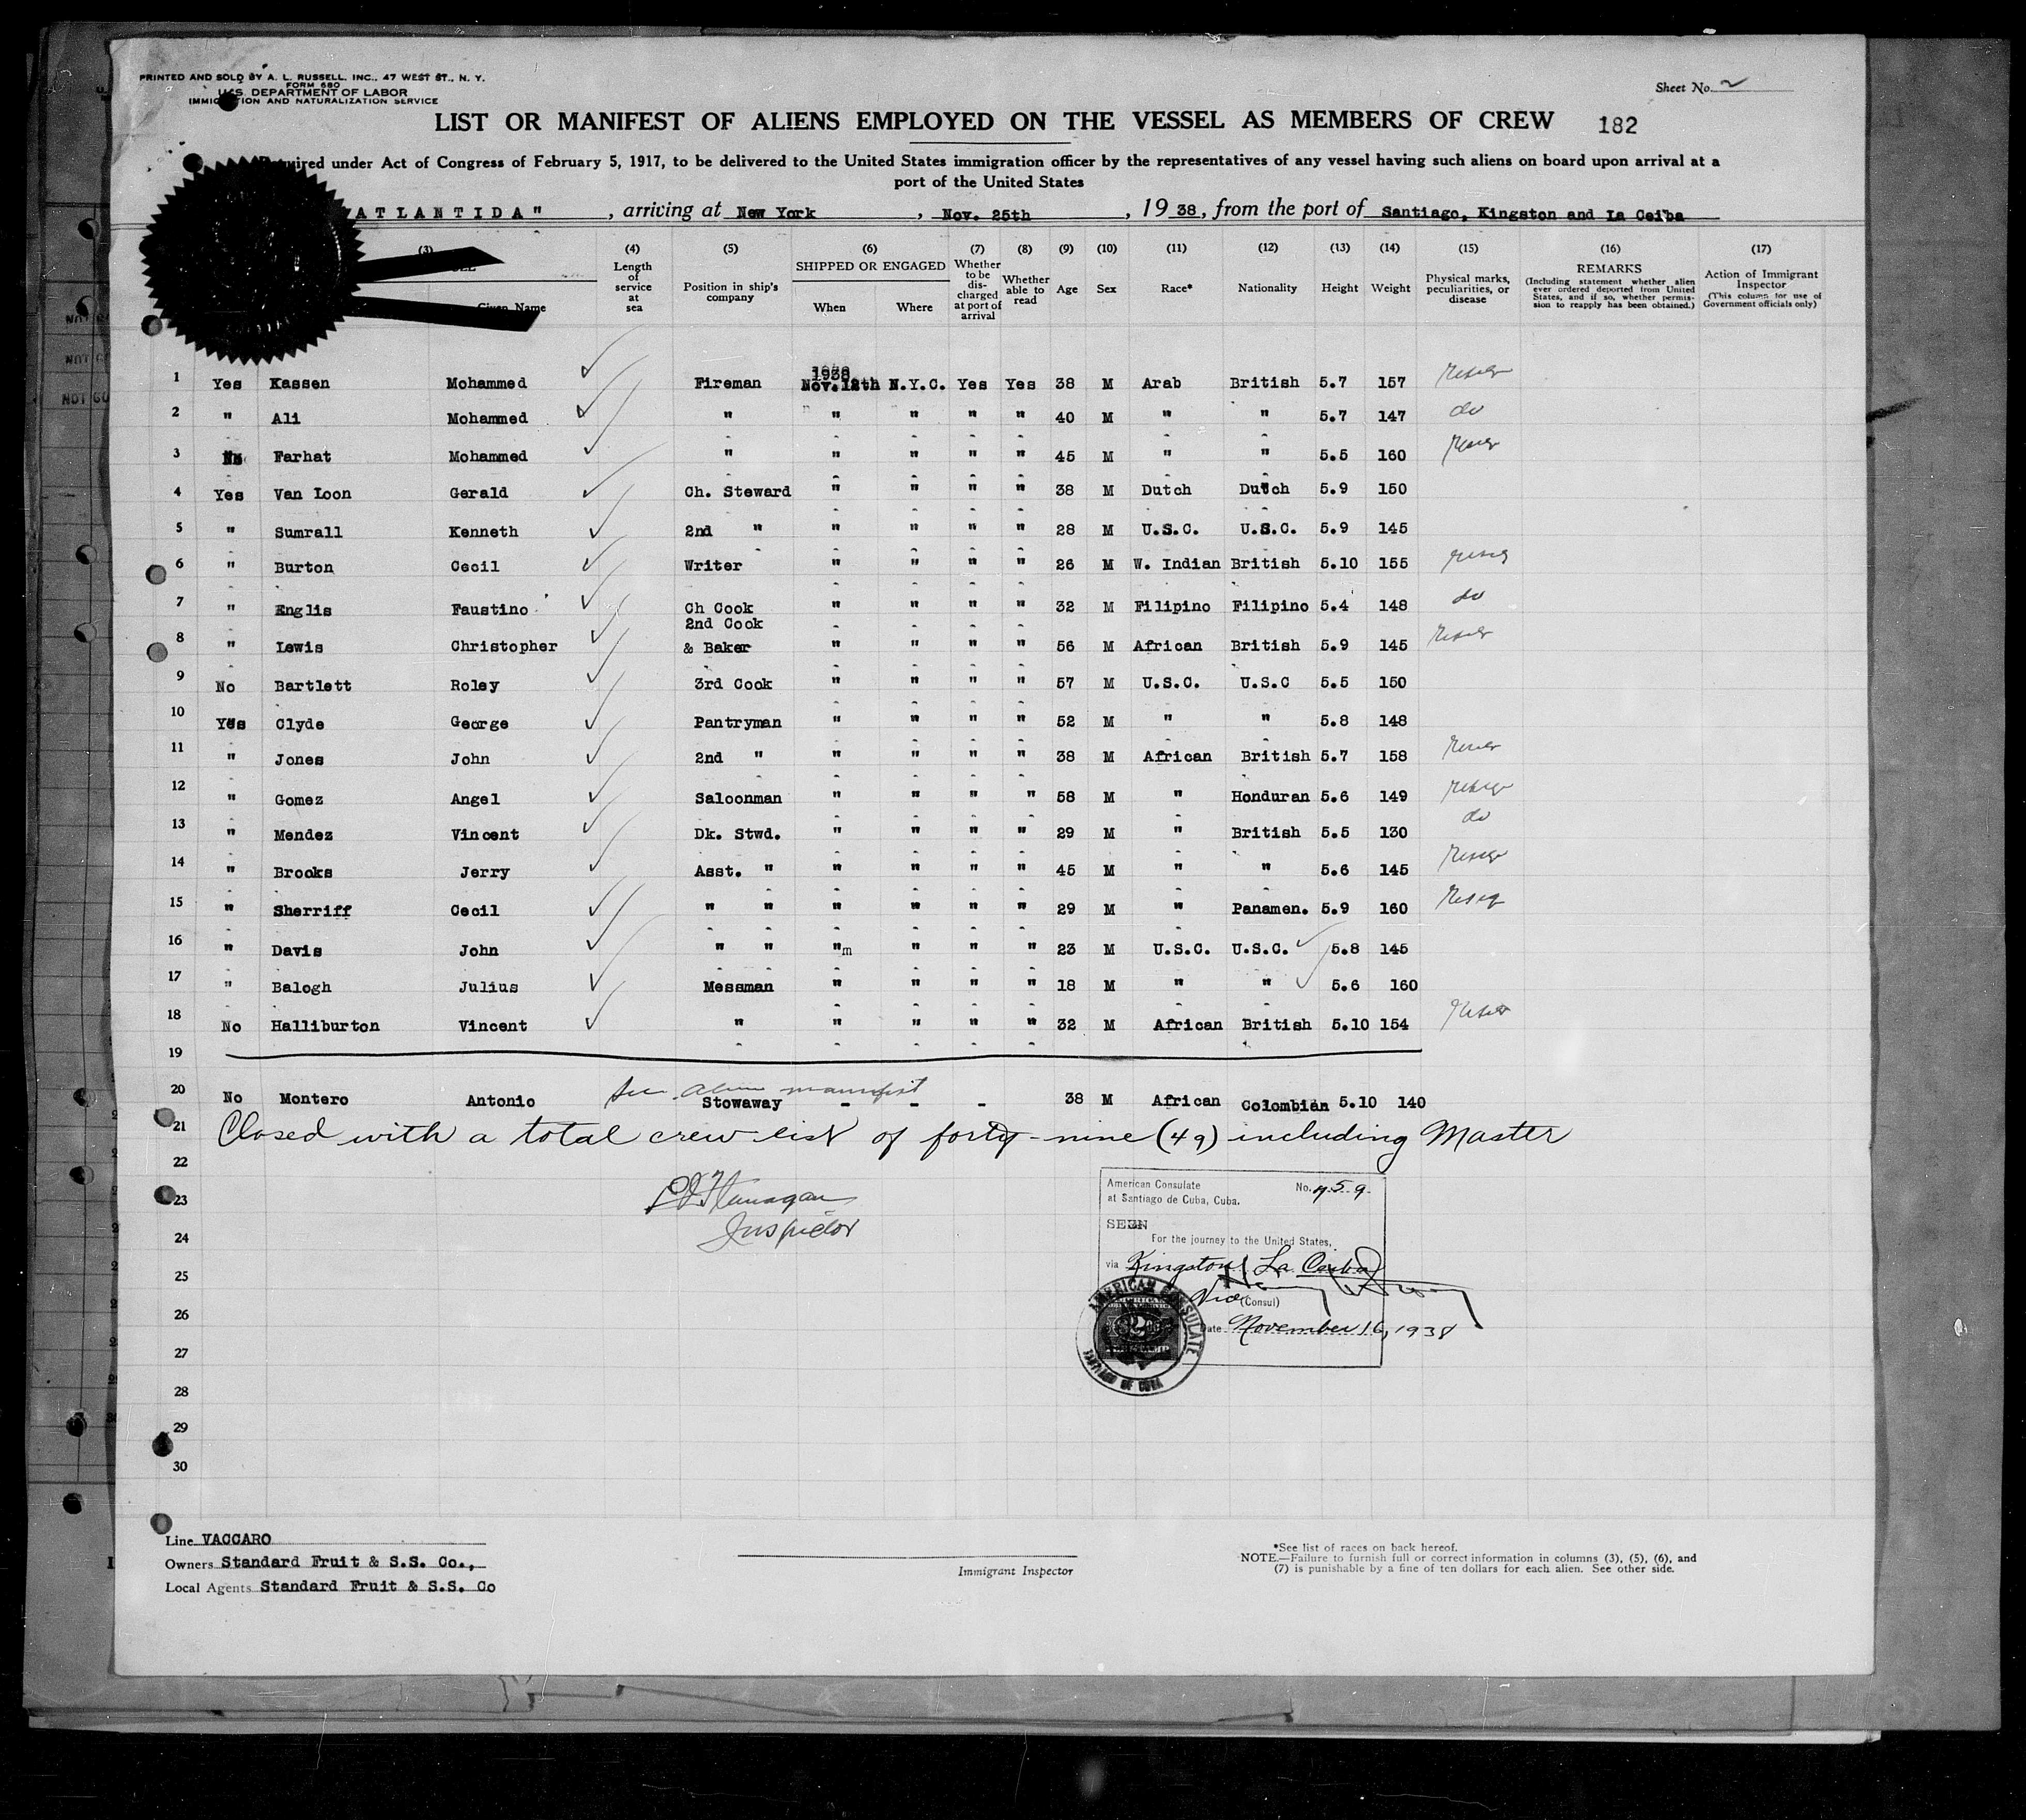 PRINTED AND SOLD BY A. L. RUSSELL, INC., 47 WEST ST., N. Y.
FORM 680
U.S. DEPARTMENT OF LABOR
IMMIGRATION AND NATURALIZATION SERVICE
Sheet No. 2
LIST OR MANIFEST OF ALIENS EMPLOYED ON THE VESSEL AS MEMBERS OF CREW 182
Required under Act of Congress of February 5, 1917, to be delivered to the United States immigration officer by the representatives of any vessel having such aliens on board upon arrival at a
port of the United States
ATLANTIDA", arriving at New York, Nov. 25th, 1938, from the port of Santiago, Kingston and La Ceiba
(3) (4) (5) (6) (7) (8) (9) (10) (11) (12) (13) (14) (15) (16) (17)
Given Name
Length of service at sea
Position in ship's company
SHIPPED OR ENGAGED
When Where
Whether to be discharged at port of arrival
Whether able to read
Age Sex Race* Nationality Height Weight
Physical marks, peculiarities, or disease
REMARKS
(Including statement whether alien ever ordered deported from United States, and if so, whether permission to reapply has been obtained.)
Action of Immigrant Inspector
(This column for use of Government officials only)
1938
1 Yes Kassen Mohammed Fireman Nov.12th N.Y.C. Yes Yes 38 M Arab British 5.7 157
2 " Ali Mohammed " " " " " 40 M " " 5.7 147 do
3 No Farhat Mohammed " " " " " 45 M " " 5.5 160
4 Yes Van Loon Gerald Ch. Steward " " " " 38 M Dutch Dutch 5.9 150
5 " Sumrall Kenneth 2nd " " " " " 28 M U.S.C. U.S.C. 5.9 145
6 " Burton Cecil Writer " " " " 26 M W. Indian British 5.10 155
7 " Englis Faustino Ch Cook " " " " 32 M Filipino Filipino 5.4 148 do
2nd Cook
8 " Lewis Christopher & Baker " " " " 56 M African British 5.9 145
9 No Bartlett Roley 3rd Cook " " " " 57 M U.S.C. U.S.C 5.5 150
10 Yes Clyde George Pantryman " " " " 52 M " " 5.8 148
11 " Jones John 2nd " " " " " 38 M African British 5.7 158
12 " Gomez Angel Saloonman " " " " 58 M " Honduran 5.6 149
13 " Mendez Vincent Dk. Stwd. " " " " 29 M " British 5.5 130 do
14 " Brooks Jerry Asst. " " " " " 45 M " " 5.6 145
15 " Sherriff Cecil " " " " " " 29 M " Panamen. 5.9 160
16 " Davis John " " "m " " " 23 M U.S.C. U.S.C. 5.8 145
17 " Balogh Julius Messman " " " " 18 M " " 5.6 160
18 No Halliburton Vincent " " " " " 32 M African British 5.10 154
19
see alien manifest
20 No Montero Antonio Stowaway - - - 38 M African Colombian 5.10 140
21 Closed with a total crew list of forty-nine (49) including Master
22
23
Inspector
24
25
26
27
28
29
30
American Consulate
at Santiago de Cuba, Cuba.
SEEN
For the journey to the United States,
via Kingston La Ceiba
Vice (Consul)
Date November 16, 1938
AMERICAN CONSULATE
SANTIAGO DE CUBA
Line VACCARO
Owners Standard Fruit & S.S. Co.,
Local Agents Standard Fruit & S.S. Co
Immigrant Inspector
*See list of races on back hereof.
NOTE.—Failure to furnish full or correct information in columns (3), (5), (6), and
(7) is punishable by a fine of ten dollars for each alien. See other side.